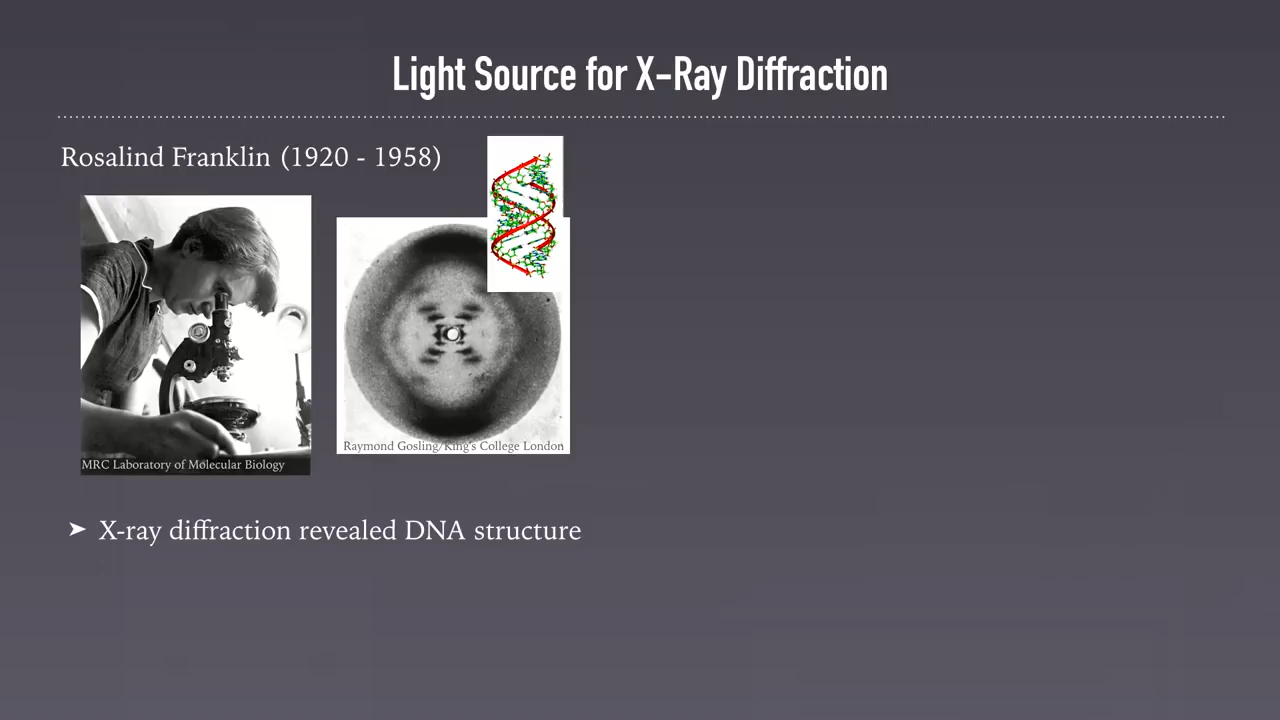 Light Source for X-Ray Diffraction
Rosalind Franklin (1920 - 1958)
Raymond Gosling/King's College London
MRC Laboratory of Molecular Biology
➤ X-ray diffraction revealed DNA structure